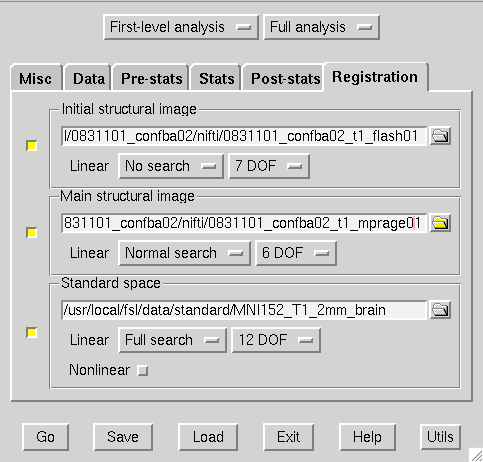 First-level analysis Full analysis
Misc Data Pre-stats Stats Post-stats Registration
Initial structural image
l/0831101_confba02/nifti/0831101_confba02_t1_flash01
Linear No search 7 DOF
Main structural image
831101_confba02/nifti/0831101_confba02_t1_mprage01
Linear Normal search 6 DOF
Standard space
/usr/local/fsl/data/standard/MNI152_T1_2mm_brain
Linear Full search 12 DOF
Nonlinear
Go Save Load Exit Help Utils